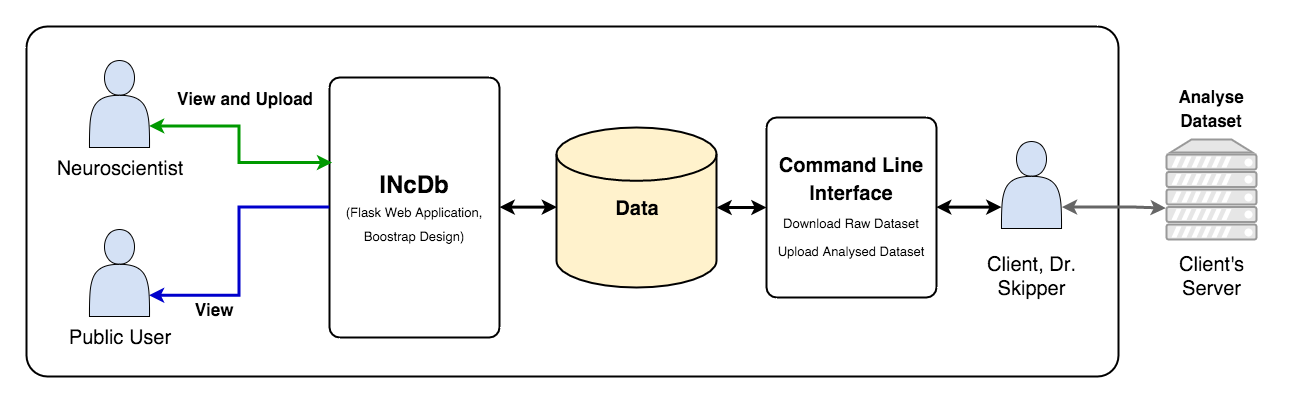 View and Upload
Neuroscientist
View
Public User
INcDb
(Flask Web Application,
Boostrap Design)
Data
Command Line
Interface
Download Raw Dataset
Upload Analysed Dataset
Client, Dr.
Skipper
Analyse
Dataset
Client's
Server